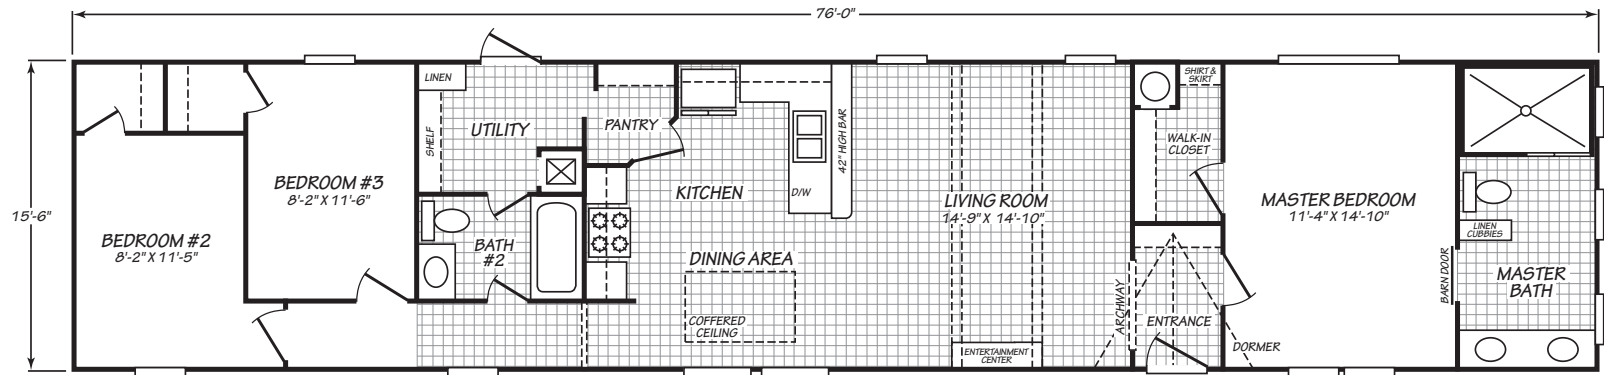 76'-0"
15'-6"
LINEN
SHELF
UTILITY
PANTRY
BEDROOM #3
8'-2" X 11'-6"
BEDROOM #2
8'-2" X 11'-5"
BATH
#2
KITCHEN
D/W
42" HIGH BAR
DINING AREA
COFFERED
CEILING
LIVING ROOM
14'-9" X 14'-10"
ENTERTAINMENT
CENTER
SHIRT &
SKIRT
WALK-IN
CLOSET
ARCHWAY
ENTRANCE
DORMER
MASTER BEDROOM
11'-4" X 14'-10"
BARN DOOR
LINEN
CUBBIES
MASTER
BATH